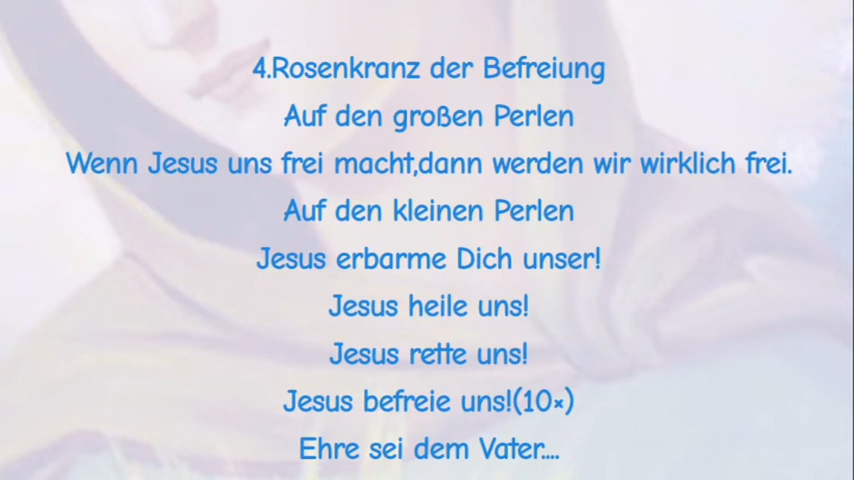 4.Rosenkranz der Befreiung
Auf den großen Perlen
Wenn Jesus uns frei macht,dann werden wir wirklich frei.
Auf den kleinen Perlen
Jesus erbarme Dich unser!
Jesus heile uns!
Jesus rette uns!
Jesus befreie uns!(10×)
Ehre sei dem Vater....